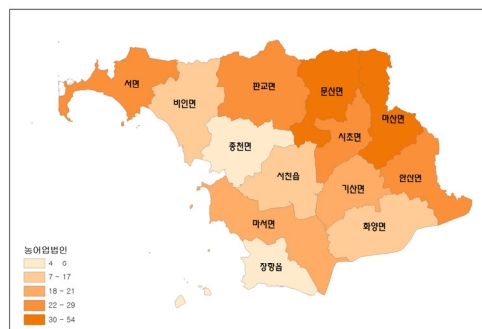 서면
비인면
판교면
문산면
마산면
시초면
종천면
서천읍
기산면
한산면
마서면
화양면
장항읍
농어업법인
4 6
7 - 17
18 - 21
22 - 29
30 - 54